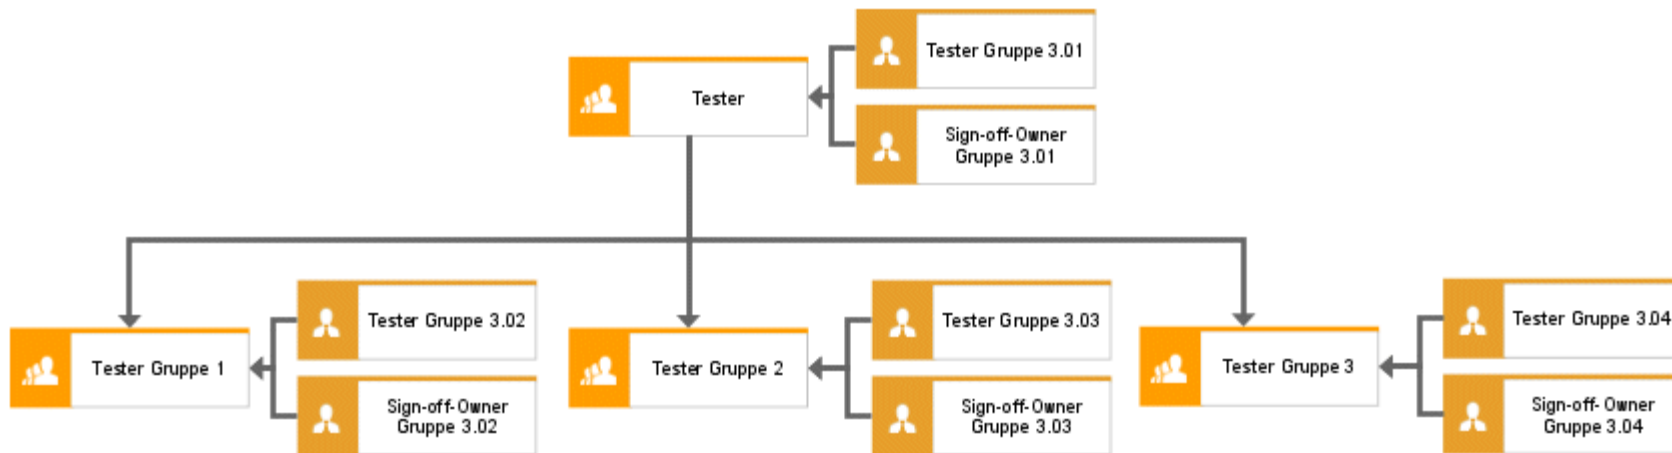 Tester Gruppe 3.01
Tester
Sign-off-Owner
Gruppe 3.01
Tester Gruppe 3.02
Tester Gruppe 1
Sign-off-Owner
Gruppe 3.02
Tester Gruppe 3.03
Tester Gruppe 2
Sign-off-Owner
Gruppe 3.03
Tester Gruppe 3.04
Tester Gruppe 3
Sign-off-Owner
Gruppe 3.04